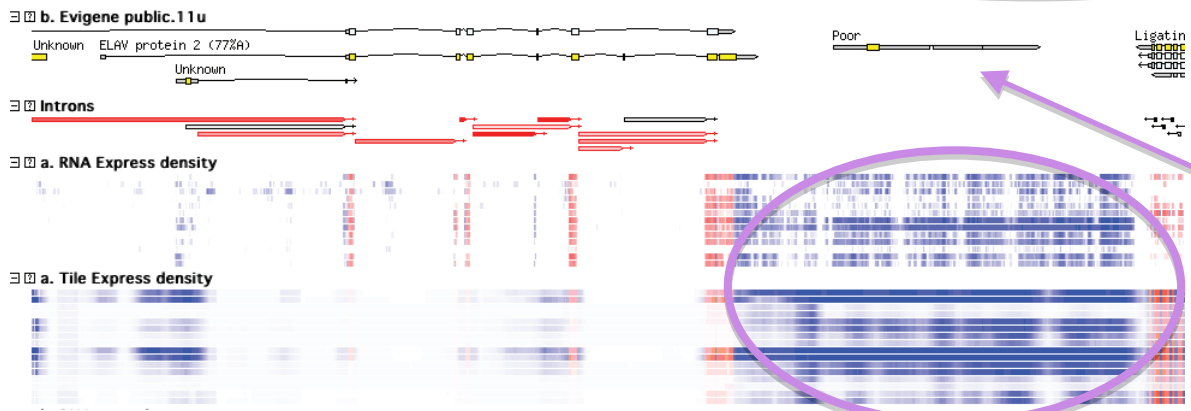 b. Evigene public.11u
Unknown ELAV protein 2 (77%A) Poor Ligatin
Unknown
Introns
a. RNA Express density
a. Tile Express density